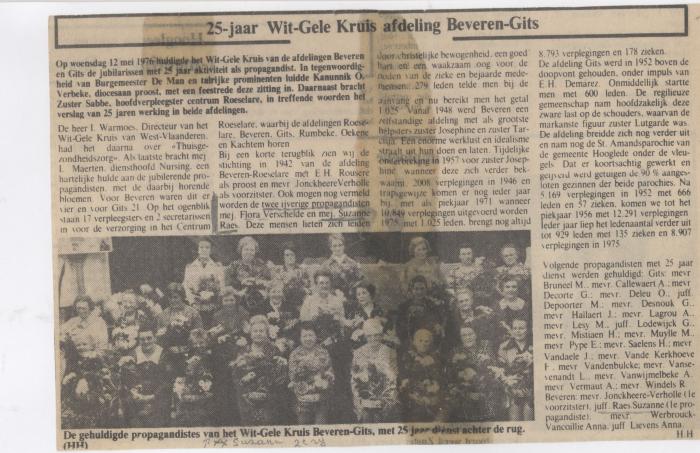 25-jaar Wit-Gele Kruis afdeling Beveren-Gits
Op woensdag 12 mei 1976 huldigde het Wit-Gele Kruis van de afdelingen Beveren
en Gits de jubilarissen met 25 jaar aktiviteit als propagandist. In tegenwoordig-
heid van Burgemeester De Man en talrijke prominenten luidde Kanunnik O.
Verbeke, diocesaan proost, met een feestrede deze zitting in. Daarnaast bracht
Zuster Sabbe, hoofdverpleegster centrum Roeselare, in treffende woorden het
verslag van 25 jaren werking in beide afdelingen.
De heer I. Warmoes, Directeur van het
Wit-Gele Kruis van West-Vlaanderen,
had het daarna over «Thuisge-
zondheidszorg». Als laatste bracht mej.
I. Maerten, diensthoofd Nursing, een
hartelijke hulde aan de jubilerende pro-
pagandisten, met de daarbij horende
bloemen. Voor Beveren waren dit er
vier en voor Gits 21. Op het ogenblik
staan 17 verpleegsters en 2 secretarissen
in voor de verzorging in het Centrum
Roeselare, waarbij de afdelingen Roese-
lare, Beveren, Gits, Rumbeke, Oekene
en Kachtem horen
Bij een korte terugblik zien wij de
stichting in 1942 van de afdeling
Beveren-Roeselare met E.H. Rousere
als proost en mevr Jonckheere-Verholle
als voorzitster. Ook mogen nog vermeld
worden de twee ijverige propagandisten
mej. Flora Verschelde en mej. Suzanne
Raes. Deze mensen lieten zich leiden
door christelijke bewogenheid, een goed
hart en een waakzaam oog voor de
noden van de zieke en bejaarde mede-
mensen. 279 leden telde men bij de
aanvang en nu bereikt men het getal
1.025. Vanaf 1948 werd Beveren een
zelfstandige afdeling met als grootste
helpsters zuster Josephine en zuster Tar-
cisia. Een enorme werklust en idealisme
straalt uit hun doen en laten. Tijdelijke
onderbreking in 1957 voor zuster Josep-
hine wanneer deze zich verder bek-
waamt. 2008 verplegingen in 1946 en
trapsgewijze komen er nog ieder jaar
bij, met als piekjaar 1971 wanneer
10.849 verplegingen uitgevoerd worden
1975, met 1.025 leden, brengt nog altijd
8.793 verplegingen en 178 zieken.
De afdeling Gits werd in 1952 boven de
doopvont gehouden, onder impuls van
E.H. Demarez. Onmiddellijk startte
men met 600 leden. De regilieuze
gemeenschap nam hoofdzakelijk deze
zware last op de schouders, waarvan de
markantste figuur zuster Lutgarde was.
De afdeling breidde zich nog verder uit
en nam nog de St. Amandsparochie van
de gemeente Hooglede onder de vleu-
gels. Dat er koortsachtig gewerkt en
geijverd werd getuigen de 90 % aange-
sloten gezinnen der beide parochies. Na
5.169 verplegingen in 1952 met 666
leden en 57 zieken, komen we tot het
piekjaar 1956 met 12.291 verplegingen.
Ieder jaar liep het ledenaantal verder uit
tot 929 leden met 135 zieken en 8.907
verplegingen in 1975.
Volgende propagandisten met 25 jaar
dienst werden gehuldigd: Gits: mevr.
Bruneel M., mevr. Callewaert A.; mevr.
Decorte G.; mevr. Deleu O., juff.
Depoorter M.; mevr. Desnouk G.,
mevr. Hailaert J.; mevr. Lagrou A.,
mevr. Lesy M., juff. Lodewijck G.,
mevr. Mistiaen H.; mevr. Muylle M.,
mevr Pype E.; mevr. Saelens H.; mevr.
Vandaele J.; mevr. Vande Kerkhoeve
F., mevr Vandenbulcke; mevr. Vanse-
venandt L., mevr. Vanwijmelbeke A.
mevr Vermaut A.; mevr. Windels R.
Beveren: mevr. Jonckheere-Verholle (1e
voorzitster), juff. Raes Suzanne (1e pro-
pagandiste); mevr. Werbrouck-
Vancoillie Anna, juff Lievens Anna.
H.H
De gehuldigde propagandistes van het Wit-Gele Kruis Beveren-Gits, met 25 jaar dienst achter de rug.
(HH)
Suzanna